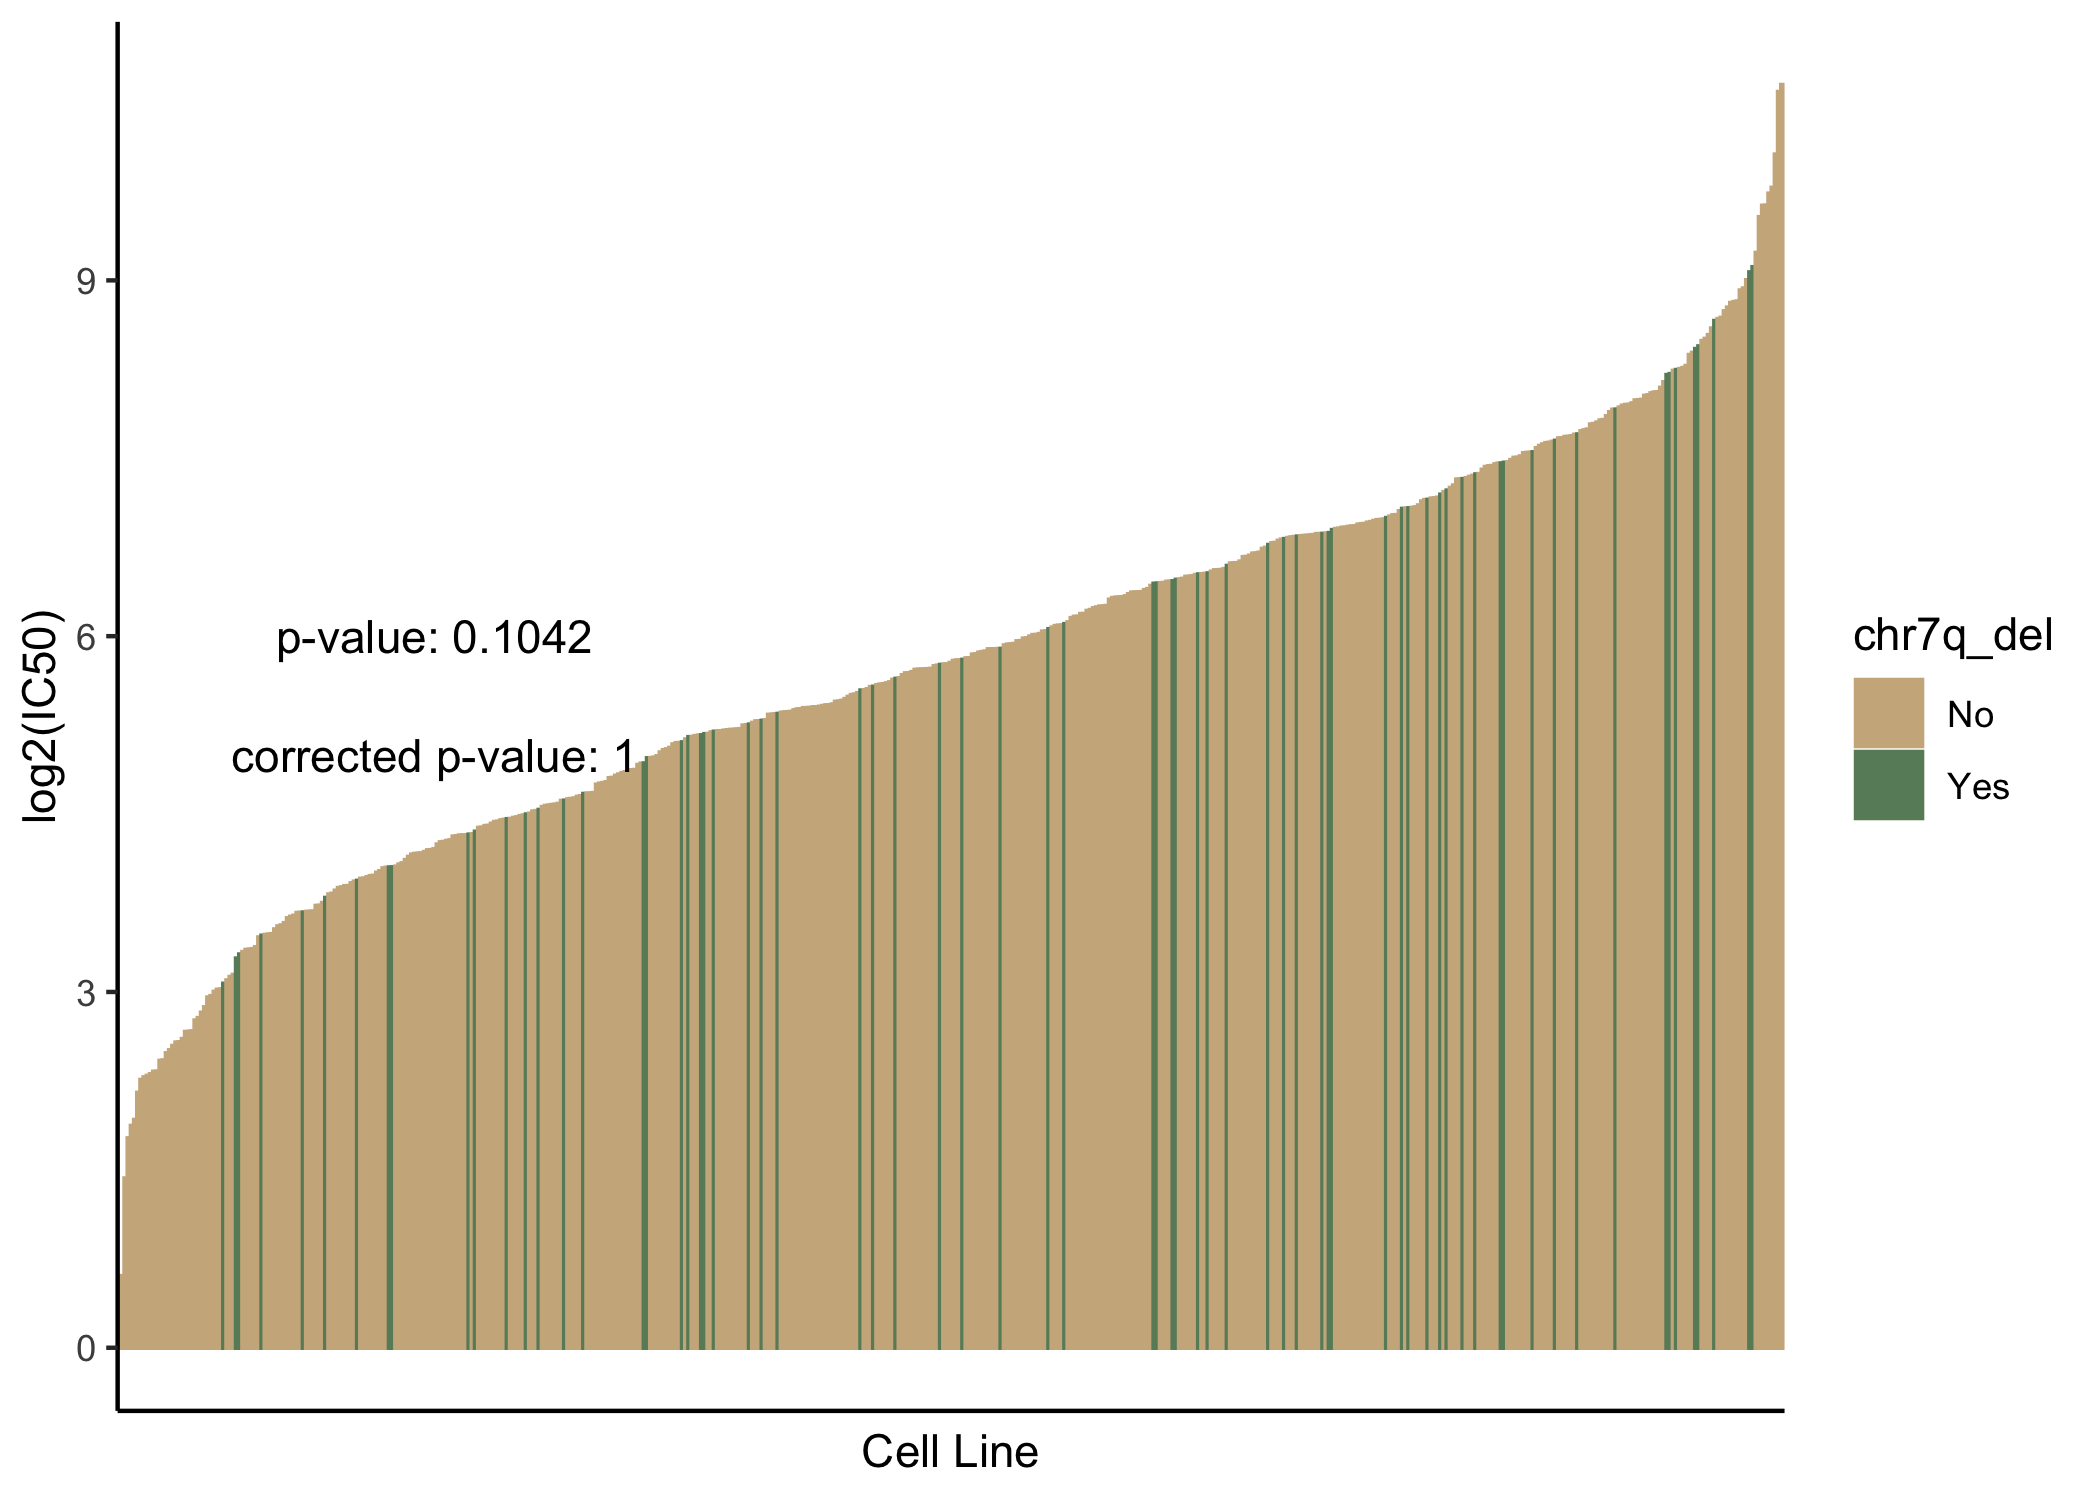 9
6
3
0
log2(IC50)
p-value: 0.1042
corrected p-value: 1
Cell Line
chr7q_del
No
Yes